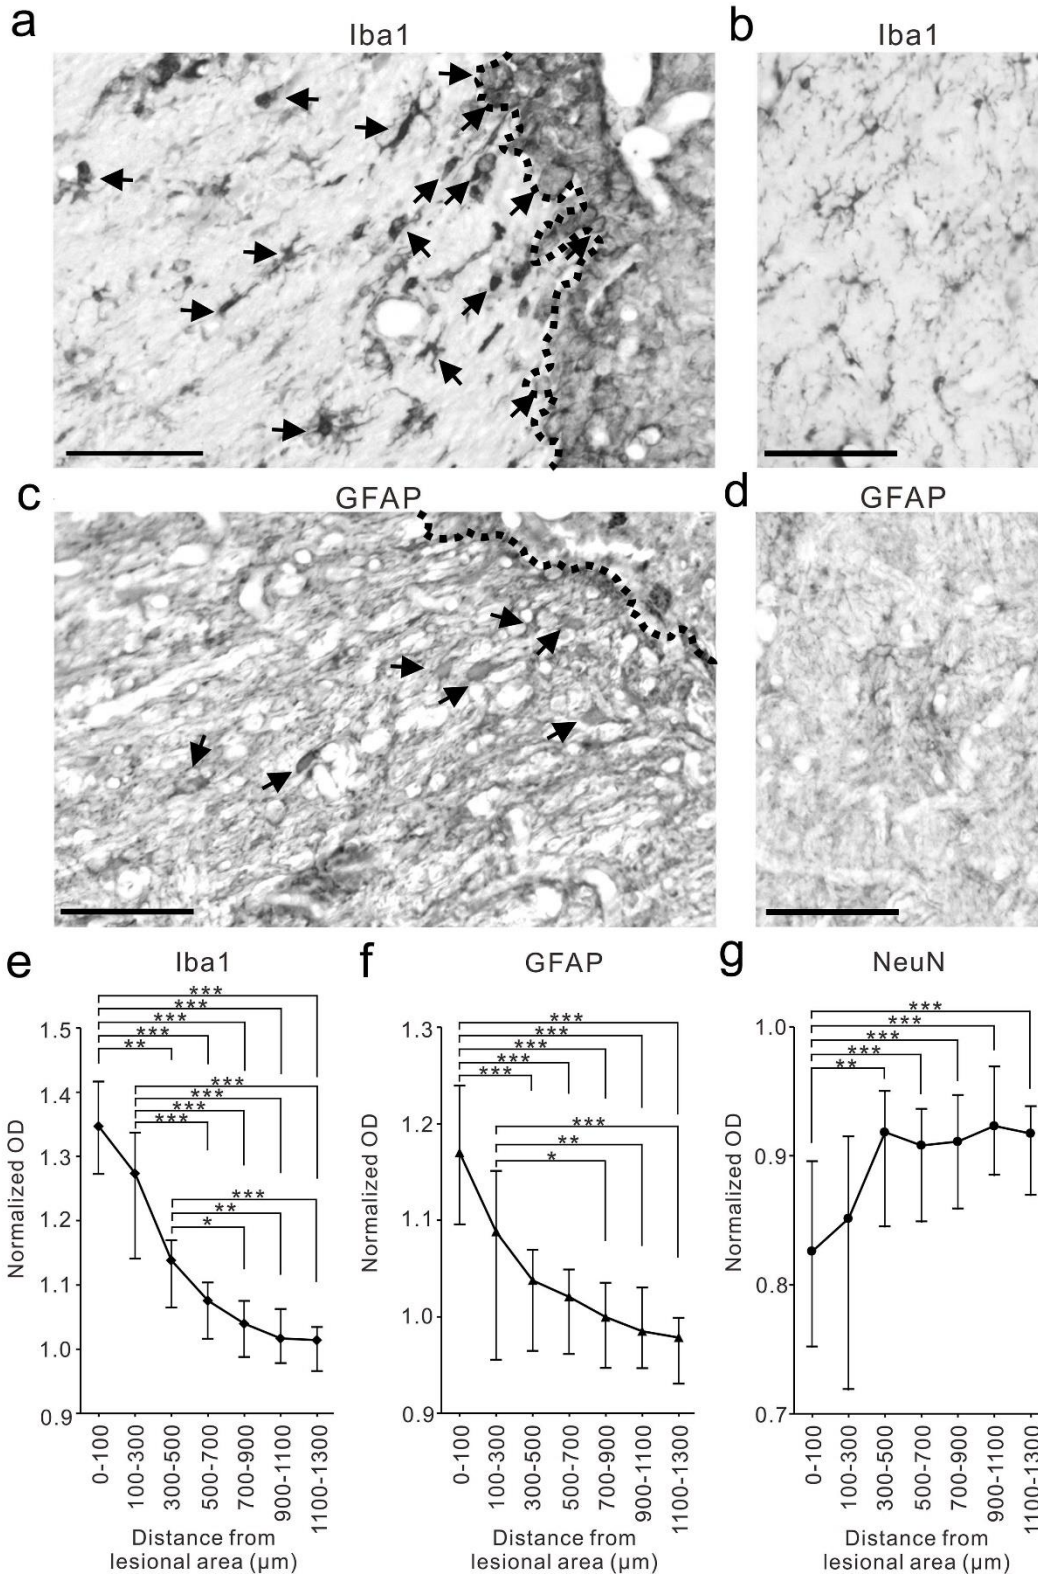 a
Iba1
b
Iba1
c
GFAP
d
GFAP
e
Iba1
f
GFAP
g
NeuN
Normalized OD
1.5
1.4
1.3
1.2
1.1
1.0
0.9
***
***
***
***
**
***
***
***
***
***
**
*
0-100
100-300
300-500
500-700
700-900
900-1100
1100-1300
Distance from
lesional area (µm)
Normalized OD
1.3
1.2
1.1
1.0
0.9
***
***
***
***
***
***
**
*
0-100
100-300
300-500
500-700
700-900
900-1100
1100-1300
Distance from
lesional area (µm)
Normalized OD
1.0
0.9
0.8
0.7
***
***
***
***
**
0-100
100-300
300-500
500-700
700-900
900-1100
1100-1300
Distance from
lesional area (µm)